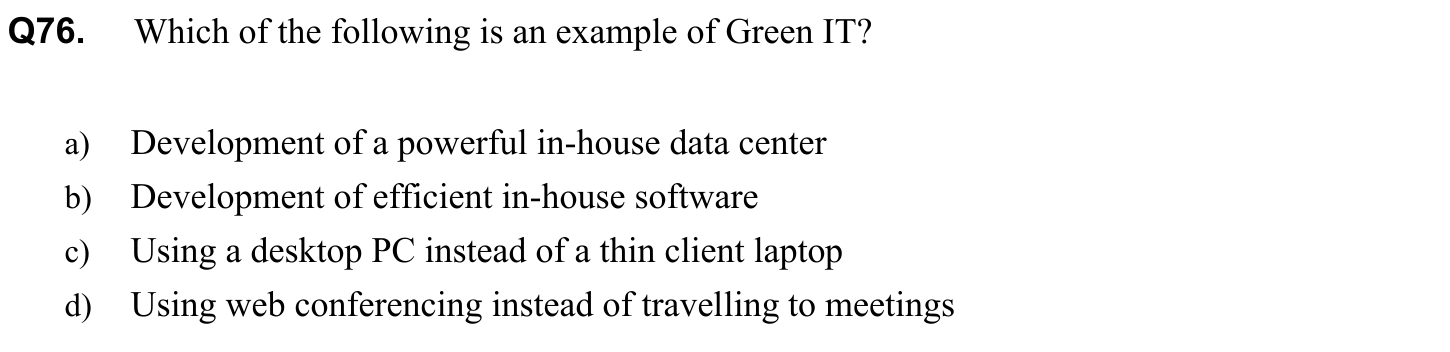 Q76. Which of the following is an example of Green IT?
a) Development of a powerful in-house data center
b) Development of efficient in-house software
c) Using a desktop PC instead of a thin client laptop
d) Using web conferencing instead of travelling to meetings